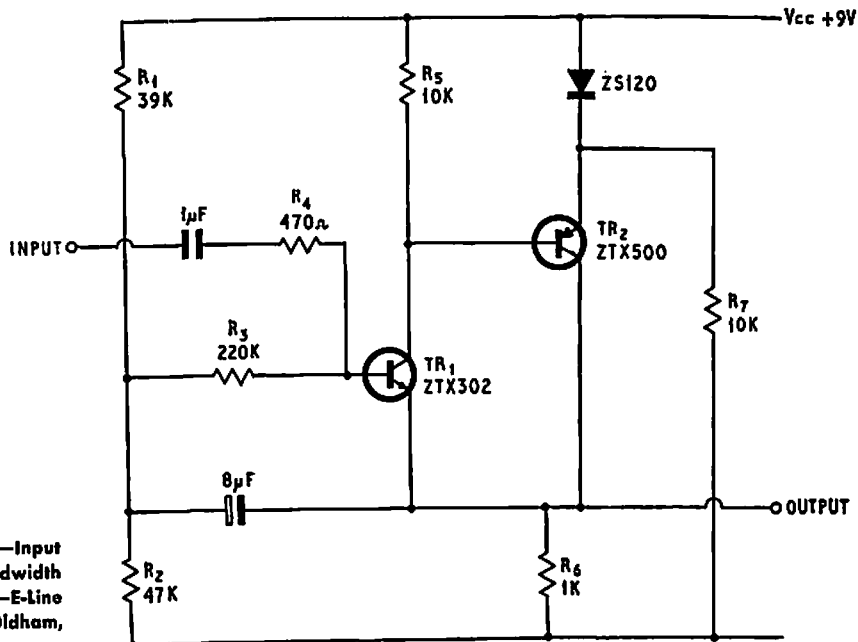 Vcc +9V
R1
39K
R5
10K
ZS120
1µF
R4
470Ω
INPUT
TR2
ZTX500
R3
220K
R7
10K
TR1
ZTX302
8µF
OUTPUT
—Input
dwidth
—E-Line
Oldham,
R2
47K
R6
1K